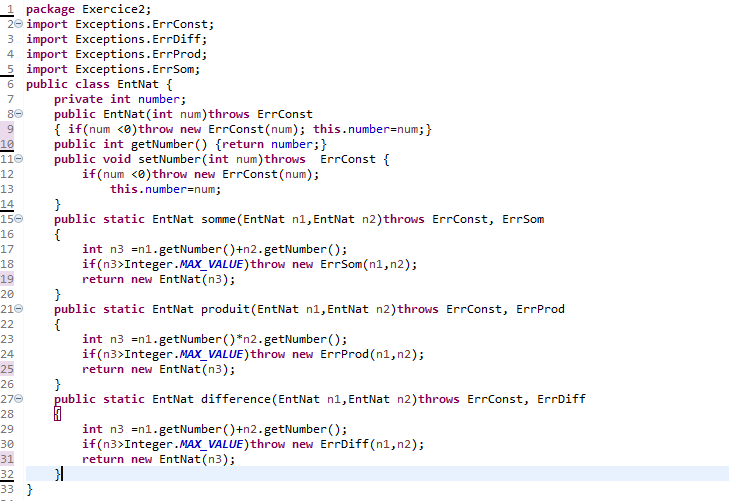 1 package Exercice2;
2 import Exceptions.ErrConst;
3 import Exceptions.ErrDiff;
4 import Exceptions.ErrProd;
5 import Exceptions.ErrSom;
6 public class EntNat {
7     private int number;
8     public EntNat(int num)throws ErrConst
9     { if(num <0)throw new ErrConst(num); this.number=num;}
10     public int getNumber() {return number;}
11     public void setNumber(int num)throws  ErrConst {
12         if(num <0)throw new ErrConst(num);
13             this.number=num;
14     }
15     public static EntNat somme(EntNat n1,EntNat n2)throws ErrConst, ErrSom
16     {
17         int n3 =n1.getNumber()+n2.getNumber();
18         if(n3>Integer.MAX_VALUE)throw new ErrSom(n1,n2);
19         return new EntNat(n3);
20     }
21     public static EntNat produit(EntNat n1,EntNat n2)throws ErrConst, ErrProd
22     {
23         int n3 =n1.getNumber()*n2.getNumber();
24         if(n3>Integer.MAX_VALUE)throw new ErrProd(n1,n2);
25         return new EntNat(n3);
26     }
27     public static EntNat difference(EntNat n1,EntNat n2)throws ErrConst, ErrDiff
28     {
29         int n3 =n1.getNumber()+n2.getNumber();
30         if(n3>Integer.MAX_VALUE)throw new ErrDiff(n1,n2);
31         return new EntNat(n3);
32     }
33 }